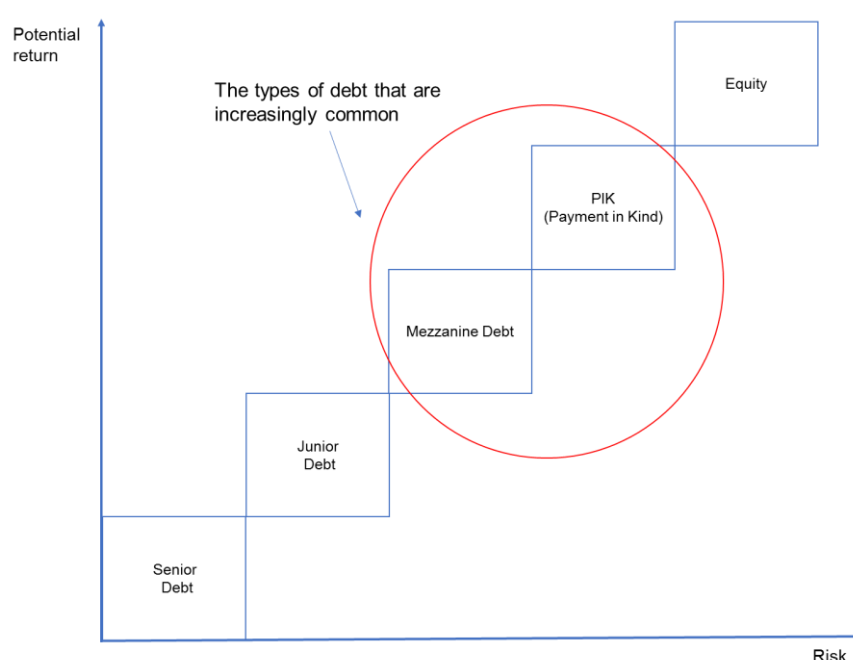 Potential
return
The types of debt that are
increasingly common
Equity
PIK
(Payment in Kind)
Mezzanine Debt
Junior
Debt
Senior
Debt
Risk